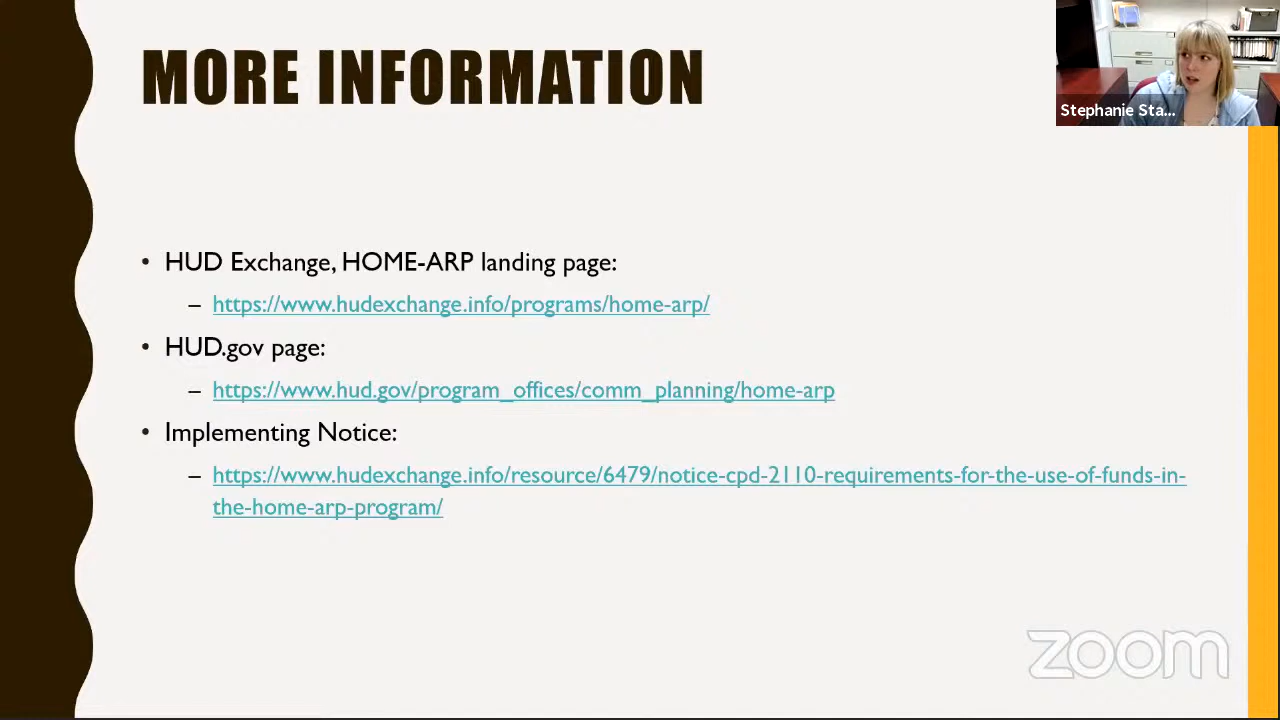 MORE INFORMATION
Stephanie Sta...
• HUD Exchange, HOME-ARP landing page:
– https://www.hudexchange.info/programs/home-arp/
• HUD.gov page:
– https://www.hud.gov/program_offices/comm_planning/home-arp
• Implementing Notice:
– https://www.hudexchange.info/resource/6479/notice-cpd-2110-requirements-for-the-use-of-funds-in-
the-home-arp-program/
zoom